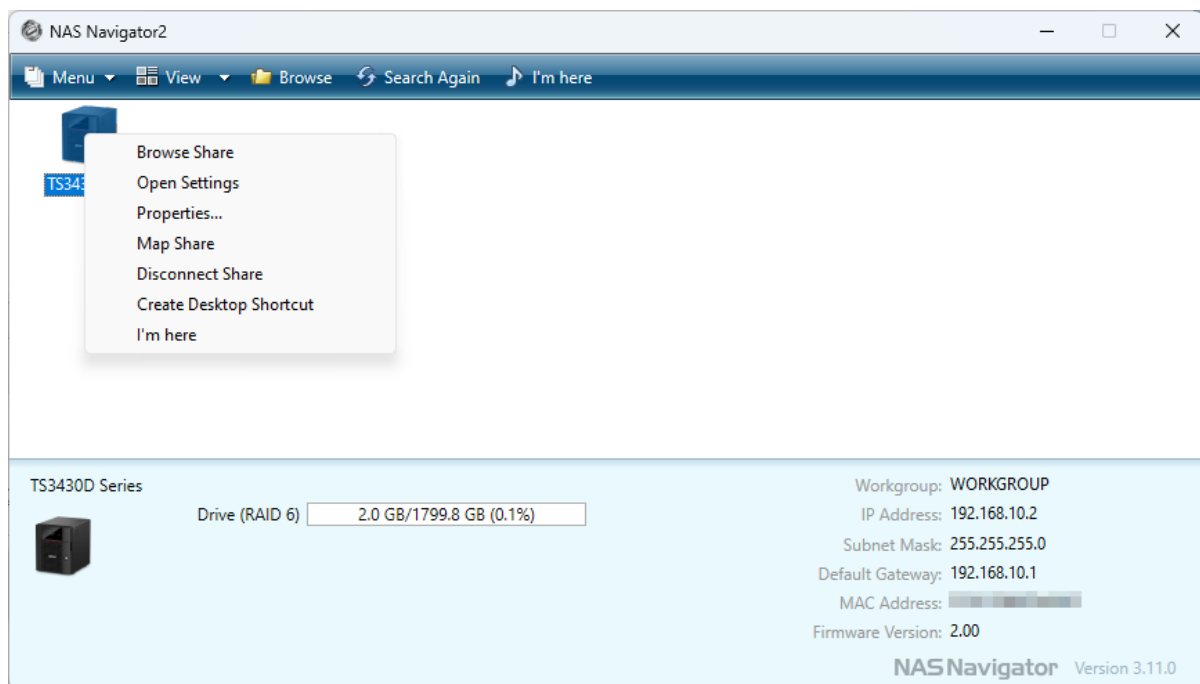 NAS Navigator2
Menu View Browse Search Again I'm here
TS343
Browse Share
Open Settings
Properties...
Map Share
Disconnect Share
Create Desktop Shortcut
I'm here
TS3430D Series
Drive (RAID 6) 2.0 GB/1799.8 GB (0.1%)
Workgroup: WORKGROUP
IP Address: 192.168.10.2
Subnet Mask: 255.255.255.0
Default Gateway: 192.168.10.1
MAC Address:
Firmware Version: 2.00
NAS Navigator Version 3.11.0